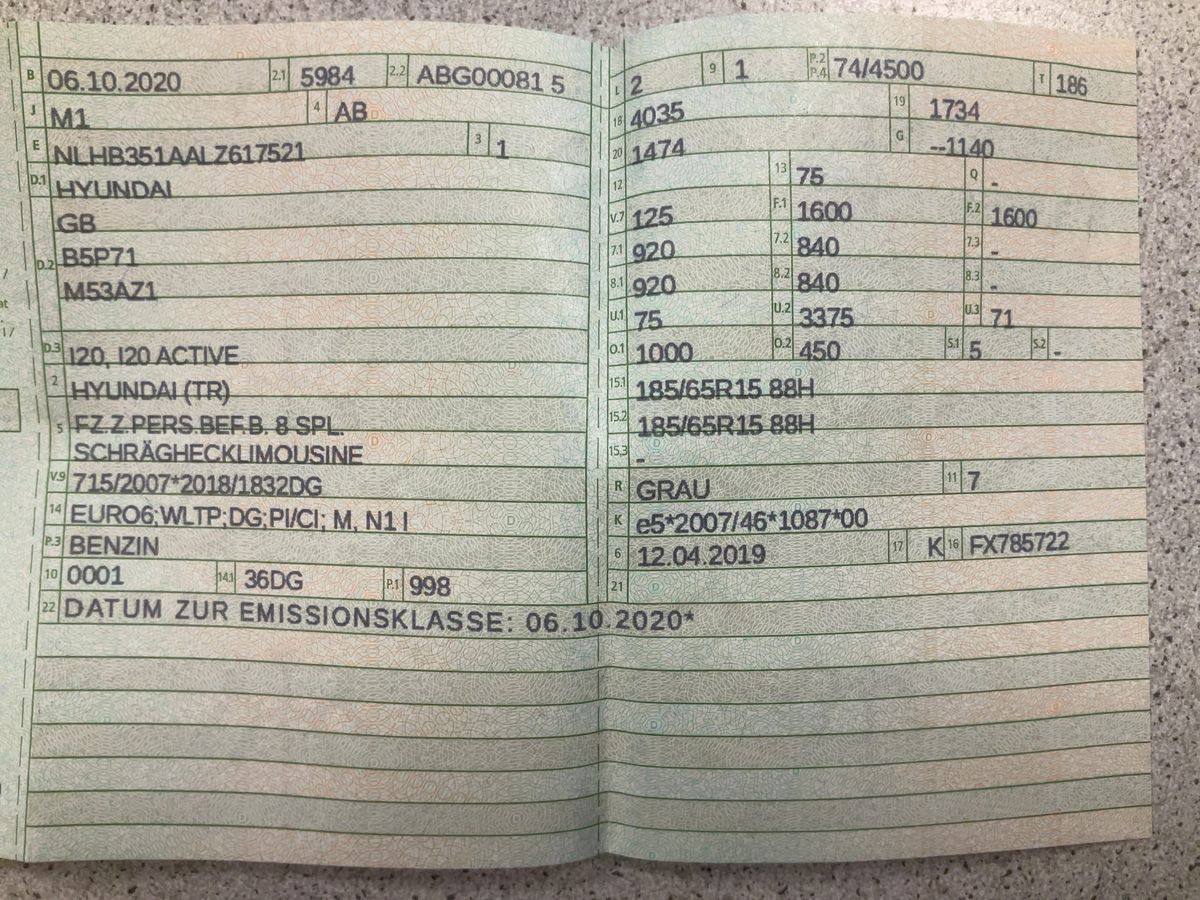 B 06.10.2020 2.1 5984 2.2 ABG00081 5
J M1 4 AB
E NLHB351AALZ617521 3 1
D.1 HYUNDAI
GB
D.2 B5P71
M53AZ1
D.3 I20, I20 ACTIVE
2 HYUNDAI (TR)
5 FZ.Z.PERS.BEF.B. 8 SPL.
SCHRÄGHECKLIMOUSINE
V.9 715/2007*2018/1832DG
14 EURO6;WLTP;DG;PI/CI; M, N1 I
P.3 BENZIN
10 0001 14.1 36DG P.1 998
22 DATUM ZUR EMISSIONSKLASSE: 06.10.2020*
L 2 9 1 P.2 P.4 74/4500 T 186
18 4035 19 1734
20 1474 G --1140
12 13 75 Q -
V.7 125 F.1 1600 F.2 1600
7.1 920 7.2 840 7.3 -
8.1 920 8.2 840 8.3 -
U.1 75 U.2 3375 U.3 71
O.1 1000 O.2 450 S.1 5 S.2 -
15.1 185/65R15 88H
15.2 185/65R15 88H
15.3 -
R GRAU 11 7
K e5*2007/46*1087*00
6 12.04.2019 17 K 16 FX785722
21